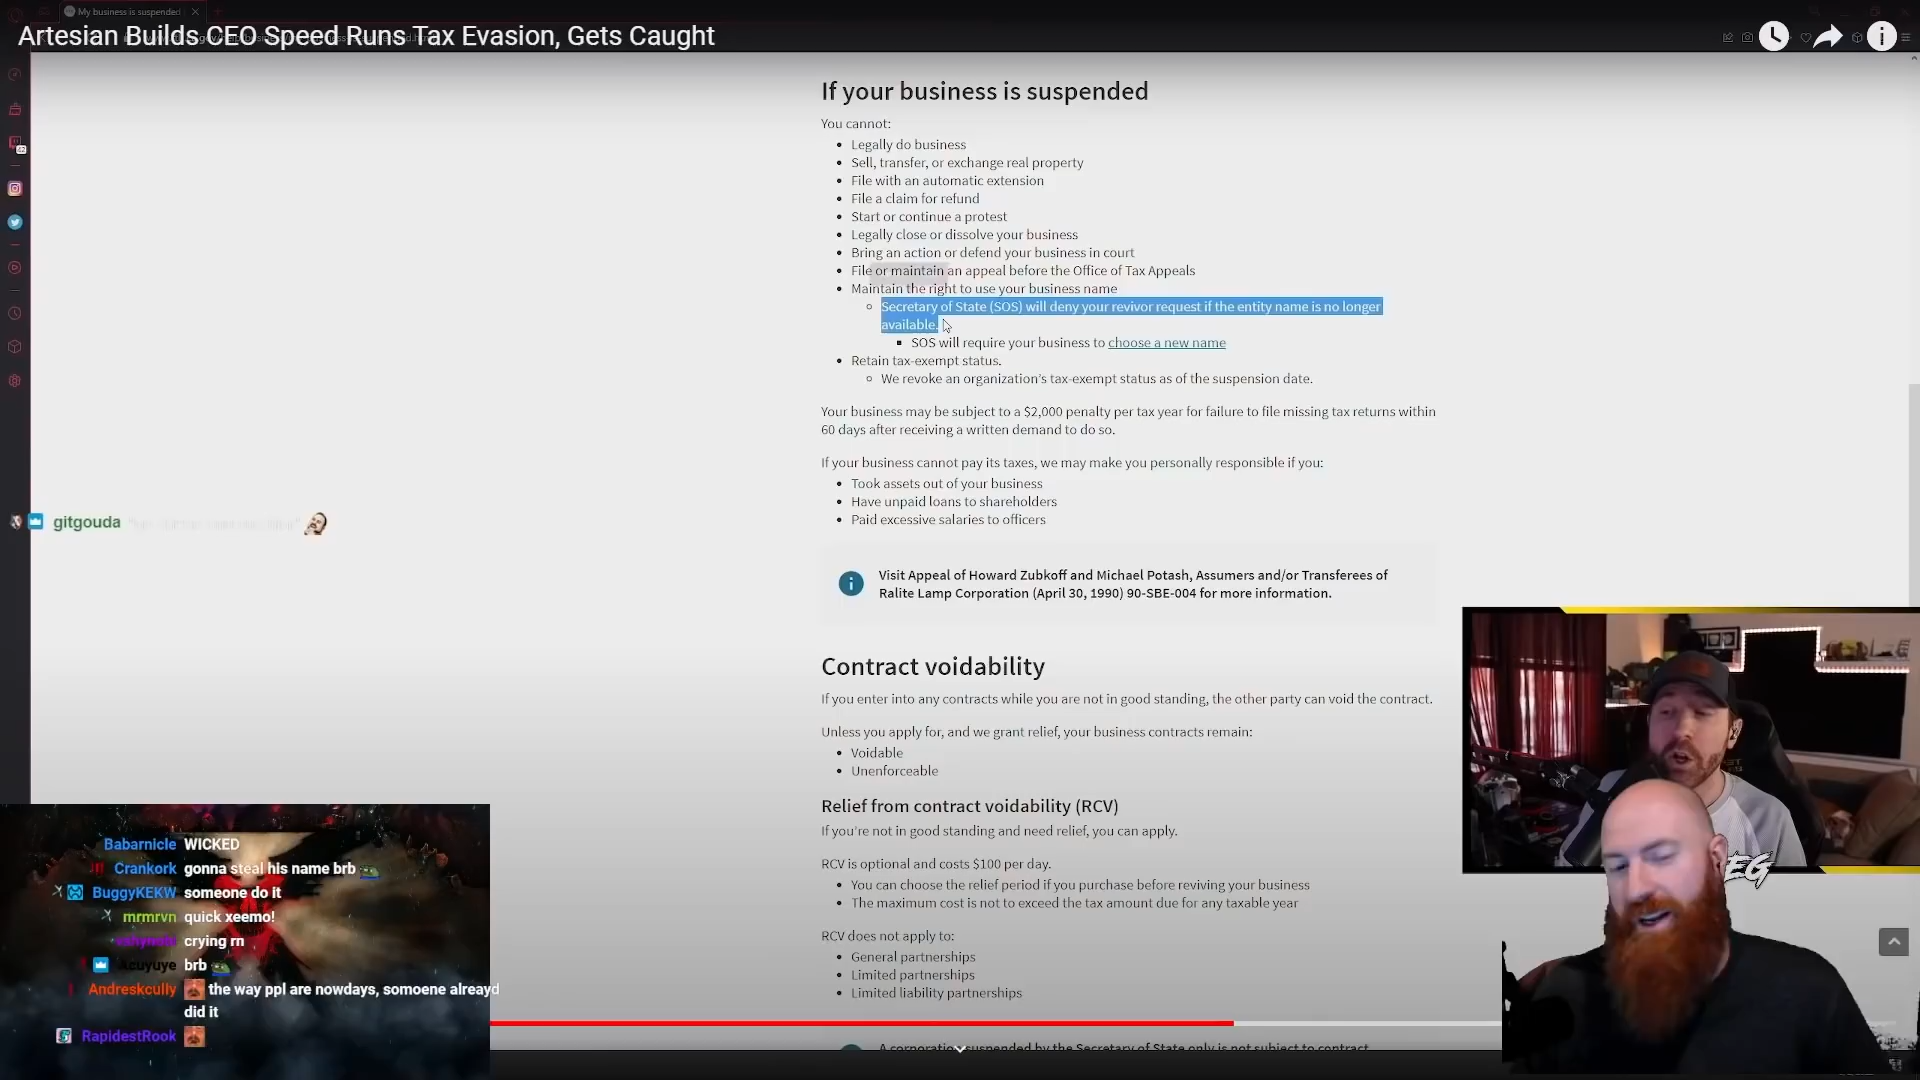 My business is suspended
Artesian Builds CEO Speed Runs Tax Evasion, Gets Caught
If your business is suspended
You cannot:
Legally do business
Sell, transfer, or exchange real property
File with an automatic extension
File a claim for refund
Start or continue a protest
Legally close or dissolve your business
Bring an action or defend your business in court
File or maintain an appeal before the Office of Tax Appeals
Maintain the right to use your business name
Secretary of State (SOS) will deny your revivor request if the entity name is no longer
available.
SOS will require your business to choose a new name
Retain tax-exempt status.
We revoke an organization's tax-exempt status as of the suspension date.
Your business may be subject to a $2,000 penalty per tax year for failure to file missing tax returns within
60 days after receiving a written demand to do so.
If your business cannot pay its taxes, we may make you personally responsible if you:
Took assets out of your business
Have unpaid loans to shareholders
Paid excessive salaries to officers
gitgouda
Visit Appeal of Howard Zubkoff and Michael Potash, Assumers and/or Transferees of
Ralite Lamp Corporation (April 30, 1990) 90-SBE-004 for more information.
Contract voidability
If you enter into any contracts while you are not in good standing, the other party can void the contract.
Unless you apply for, and we grant relief, your business contracts remain:
Voidable
Unenforceable
Relief from contract voidability (RCV)
If you're not in good standing and need relief, you can apply.
RCV is optional and costs $100 per day.
You can choose the relief period if you purchase before reviving your business
The maximum cost is not to exceed the tax amount due for any taxable year
RCV does not apply to:
General partnerships
Limited partnerships
Limited liability partnerships
A corporation suspended by the Secretary of State only is not subject to contract
Babarnicle WICKED
Crankork gonna steal his name brb
BuggyKEKW someone do it
mrmrvn quick xeemo!
crying rn
Acuyuye brb
Andreskcully the way ppl are nowdays, somoene alreayd
did it
RapidestRook
EG